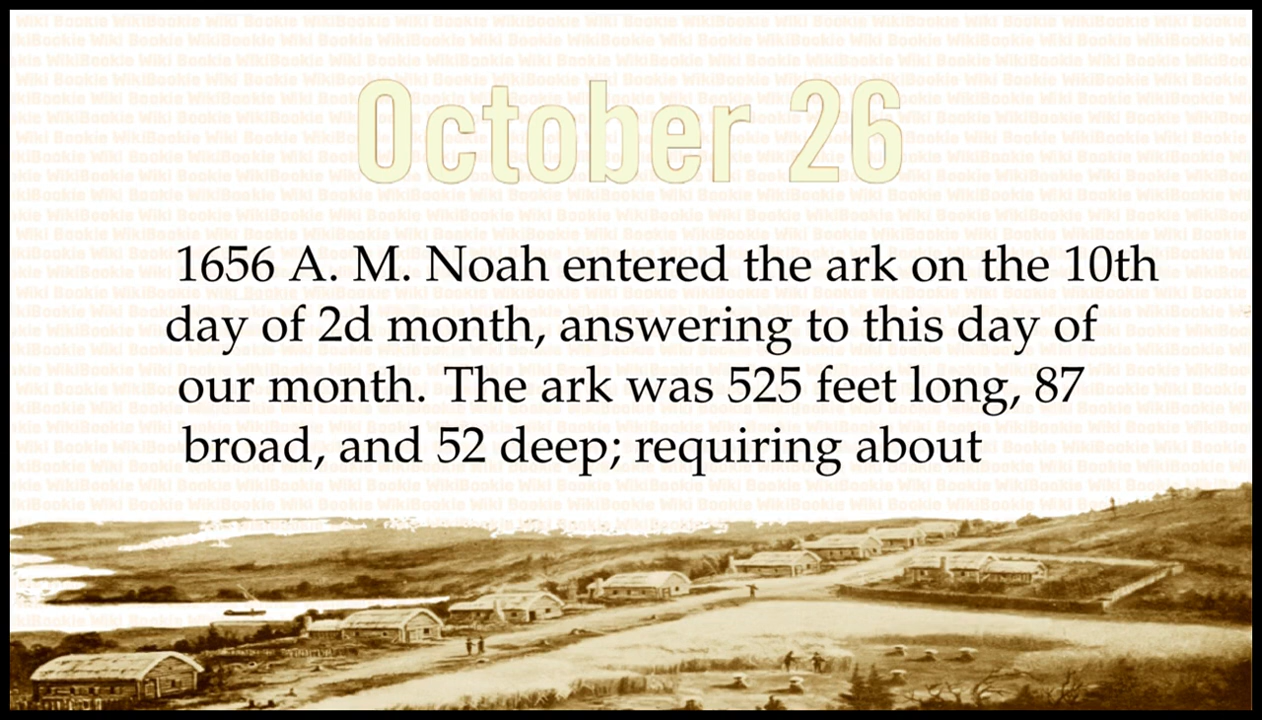 October 26
1656 A. M. Noah entered the ark on the 10th
day of 2d month, answering to this day of
our month. The ark was 525 feet long, 87
broad, and 52 deep; requiring about